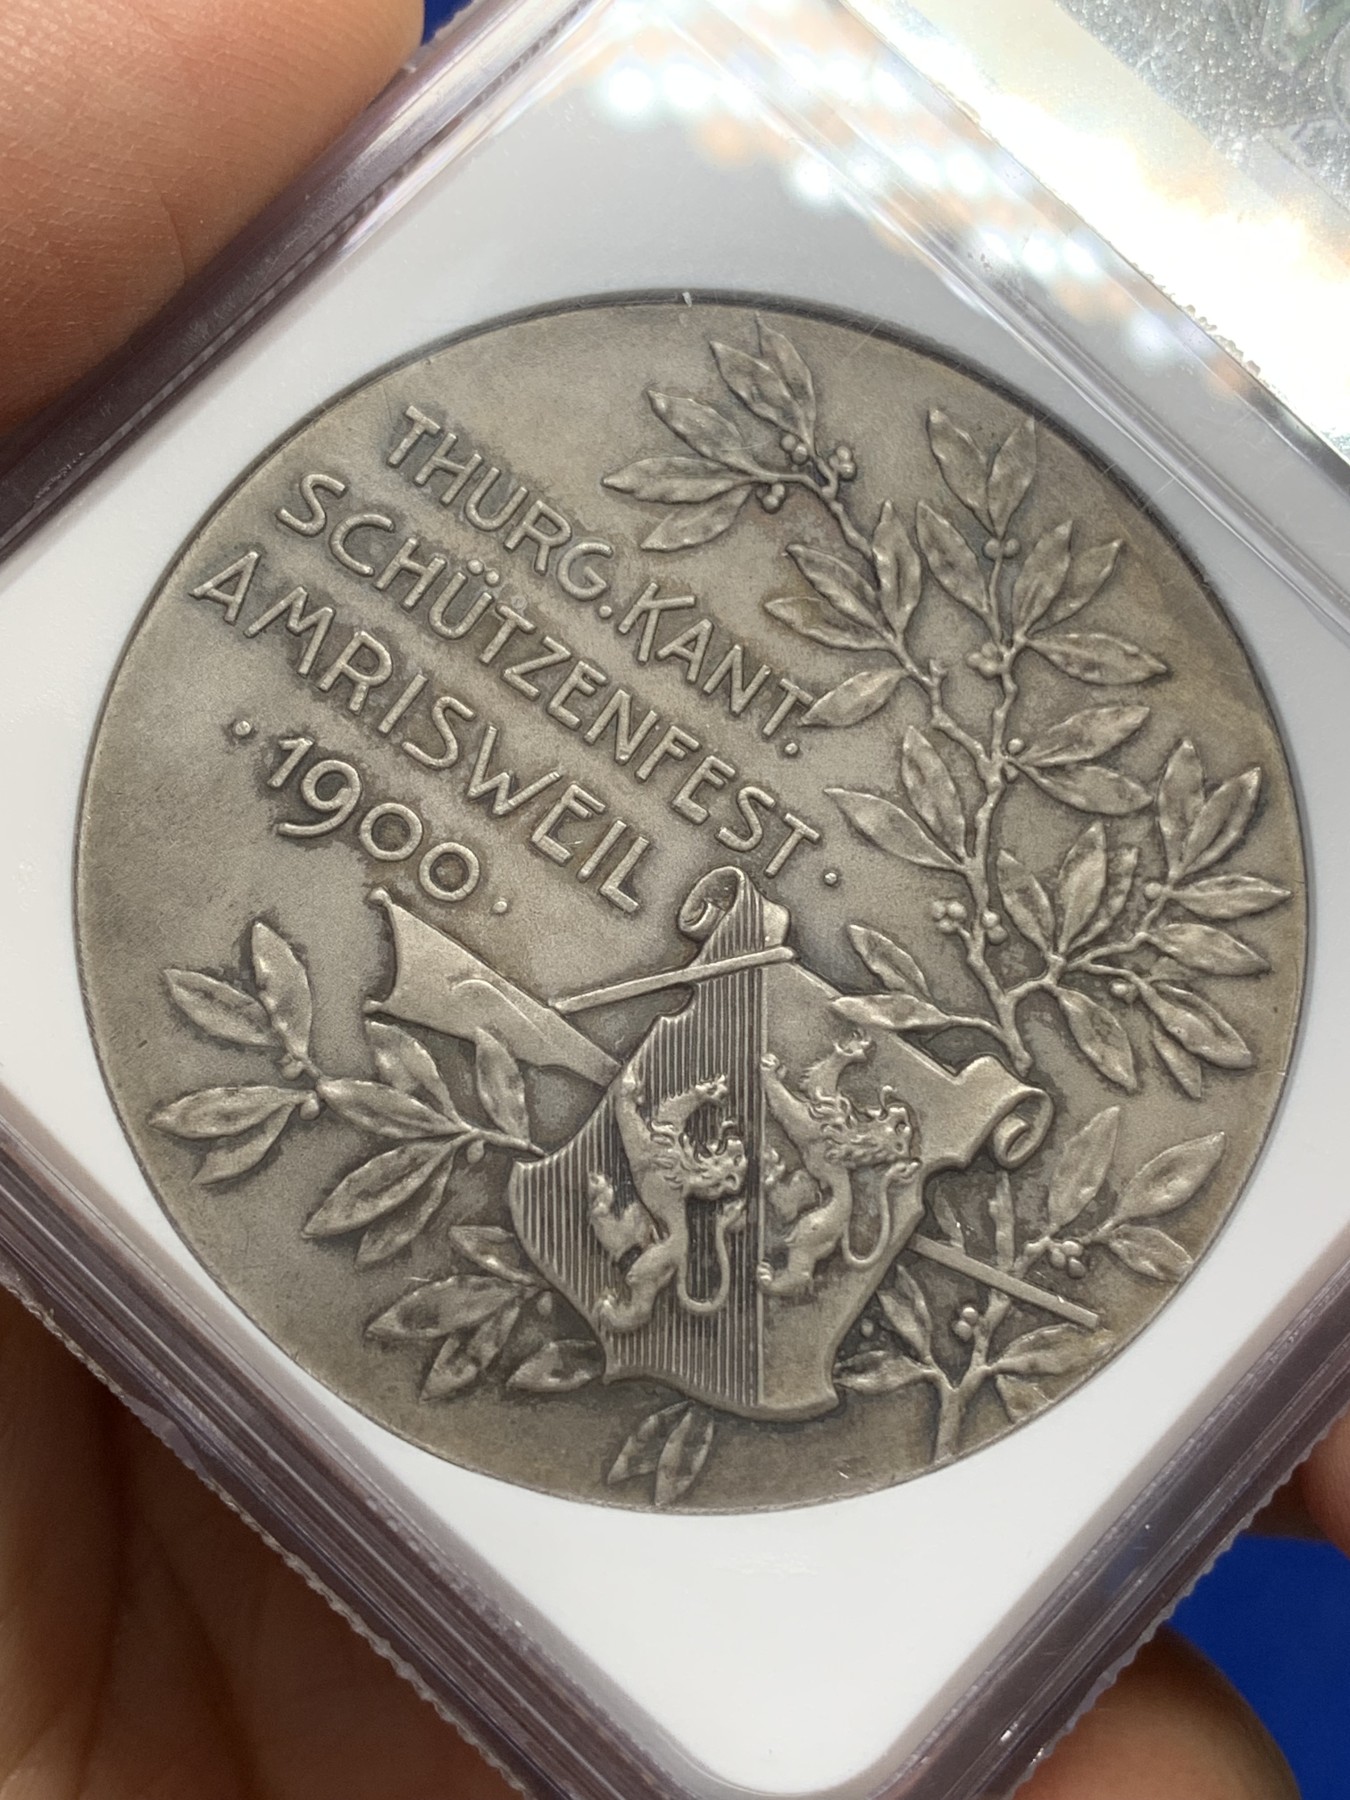 THURG. KANT.
SCHÜTZENFEST.
AMRISWEIL
· 1900 ·